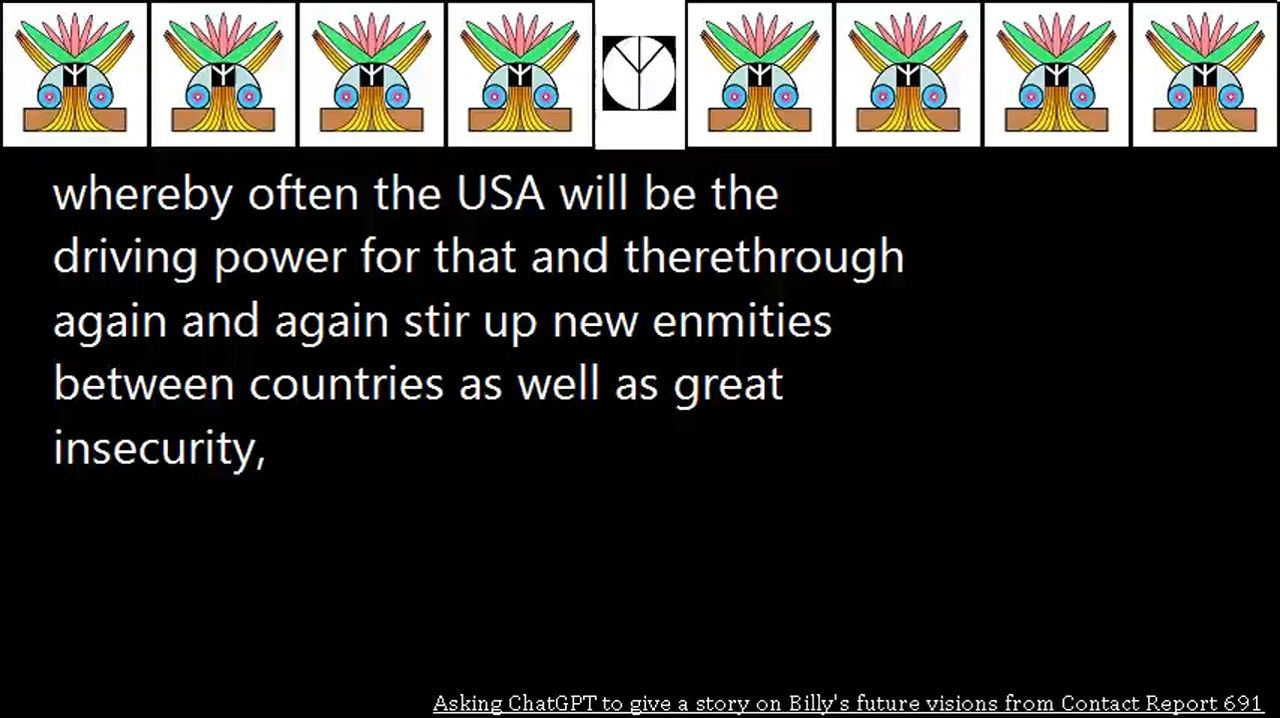 whereby often the USA will be the
driving power for that and therethrough
again and again stir up new enmities
between countries as well as great
insecurity,
Asking ChatGPT to give a story on Billy's future visions from Contact Report 691